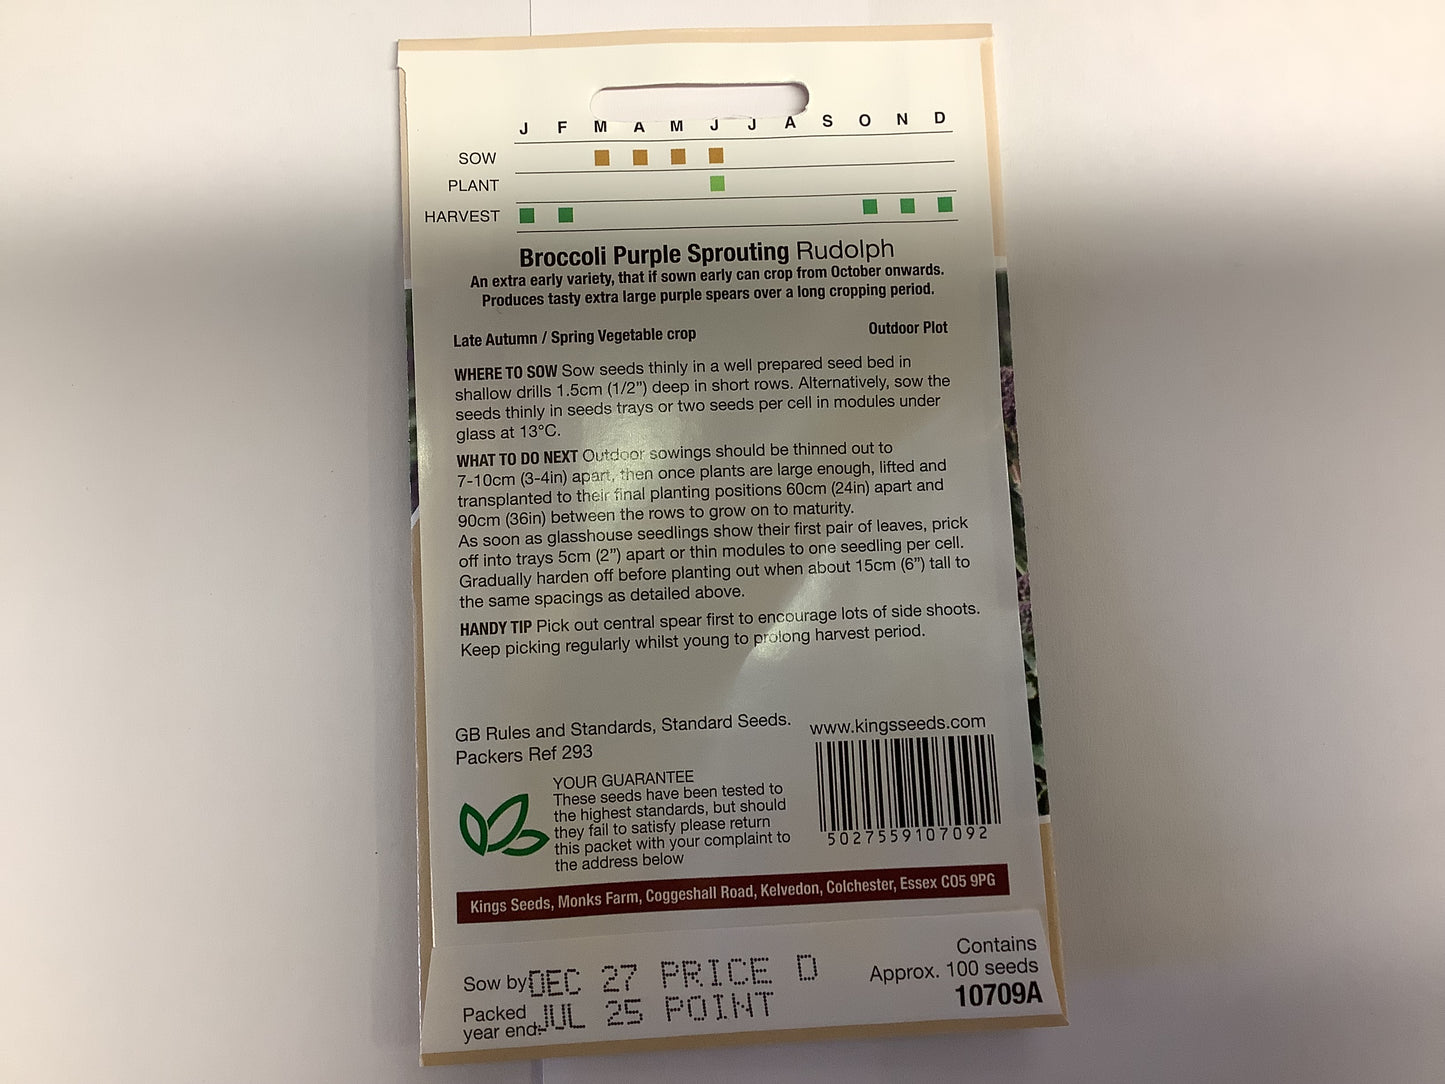 J F M A M J J A S O N D
SOW
PLANT
HARVEST
Broccoli Purple Sprouting Rudolph
An extra early variety, that if sown early can crop from October onwards.
Produces tasty extra large purple spears over a long cropping period.
Late Autumn / Spring Vegetable crop
Outdoor Plot
WHERE TO SOW Sow seeds thinly in a well prepared seed bed in
shallow drills 1.5cm (1/2”) deep in short rows. Alternatively, sow the
seeds thinly in seeds trays or two seeds per cell in modules under
glass at 13°C.
WHAT TO DO NEXT Outdoor sowings should be thinned out to
7-10cm (3-4in) apart, then once plants are large enough, lifted and
transplanted to their final planting positions 60cm (24in) apart and
90cm (36in) between the rows to grow on to maturity.
As soon as glasshouse seedlings show their first pair of leaves, prick
off into trays 5cm (2”) apart or thin modules to one seedling per cell.
Gradually harden off before planting out when about 15cm (6”) tall to
the same spacings as detailed above.
HANDY TIP Pick out central spear first to encourage lots of side shoots.
Keep picking regularly whilst young to prolong harvest period.
GB Rules and Standards, Standard Seeds.
Packers Ref 293
www.kingsseeds.com
YOUR GUARANTEE
These seeds have been tested to
the highest standards, but should
they fail to satisfy please return
this packet with your complaint to
the address below
5027559107092
Kings Seeds, Monks Farm, Coggeshall Road, Kelvedon, Colchester, Essex CO5 9PG
Sow by DEC 27 PRICE D
Packed
year end: JUL 25 POINT
Contains
Approx. 100 seeds
10709A